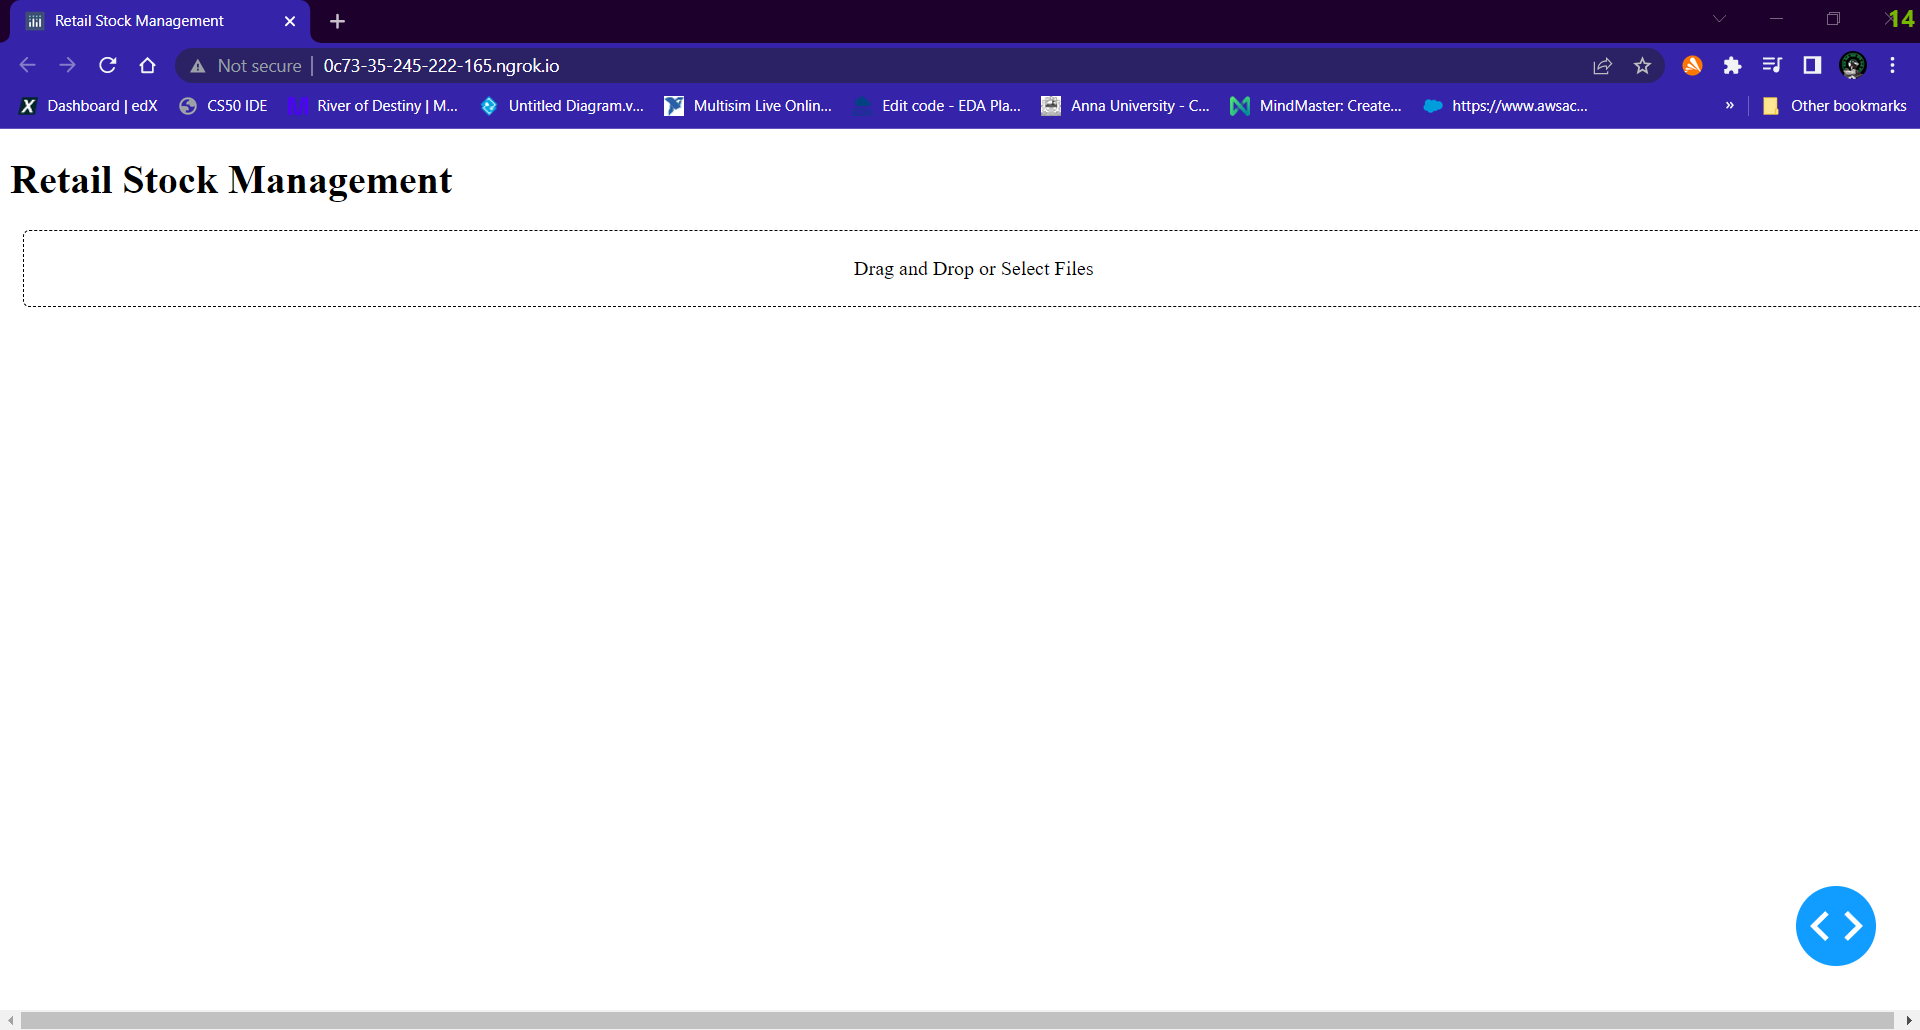 Retail Stock Management
14
Not secure 0c73-35-245-222-165.ngrok.io
Dashboard | edX CS50 IDE River of Destiny | M... Untitled Diagram.v... Multisim Live Onlin... Edit code - EDA Pla... Anna University - C... MindMaster: Create... https://www.awsac... » Other bookmarks
Retail Stock Management
Drag and Drop or Select Files